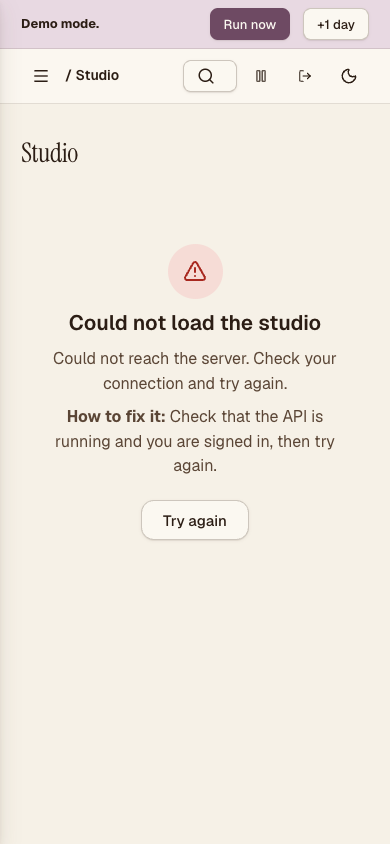 Demo mode.
Run now
+1 day
/ Studio
Studio
Could not load the studio
Could not reach the server. Check your
connection and try again.
How to fix it: Check that the API is
running and you are signed in, then try
again.
Try again